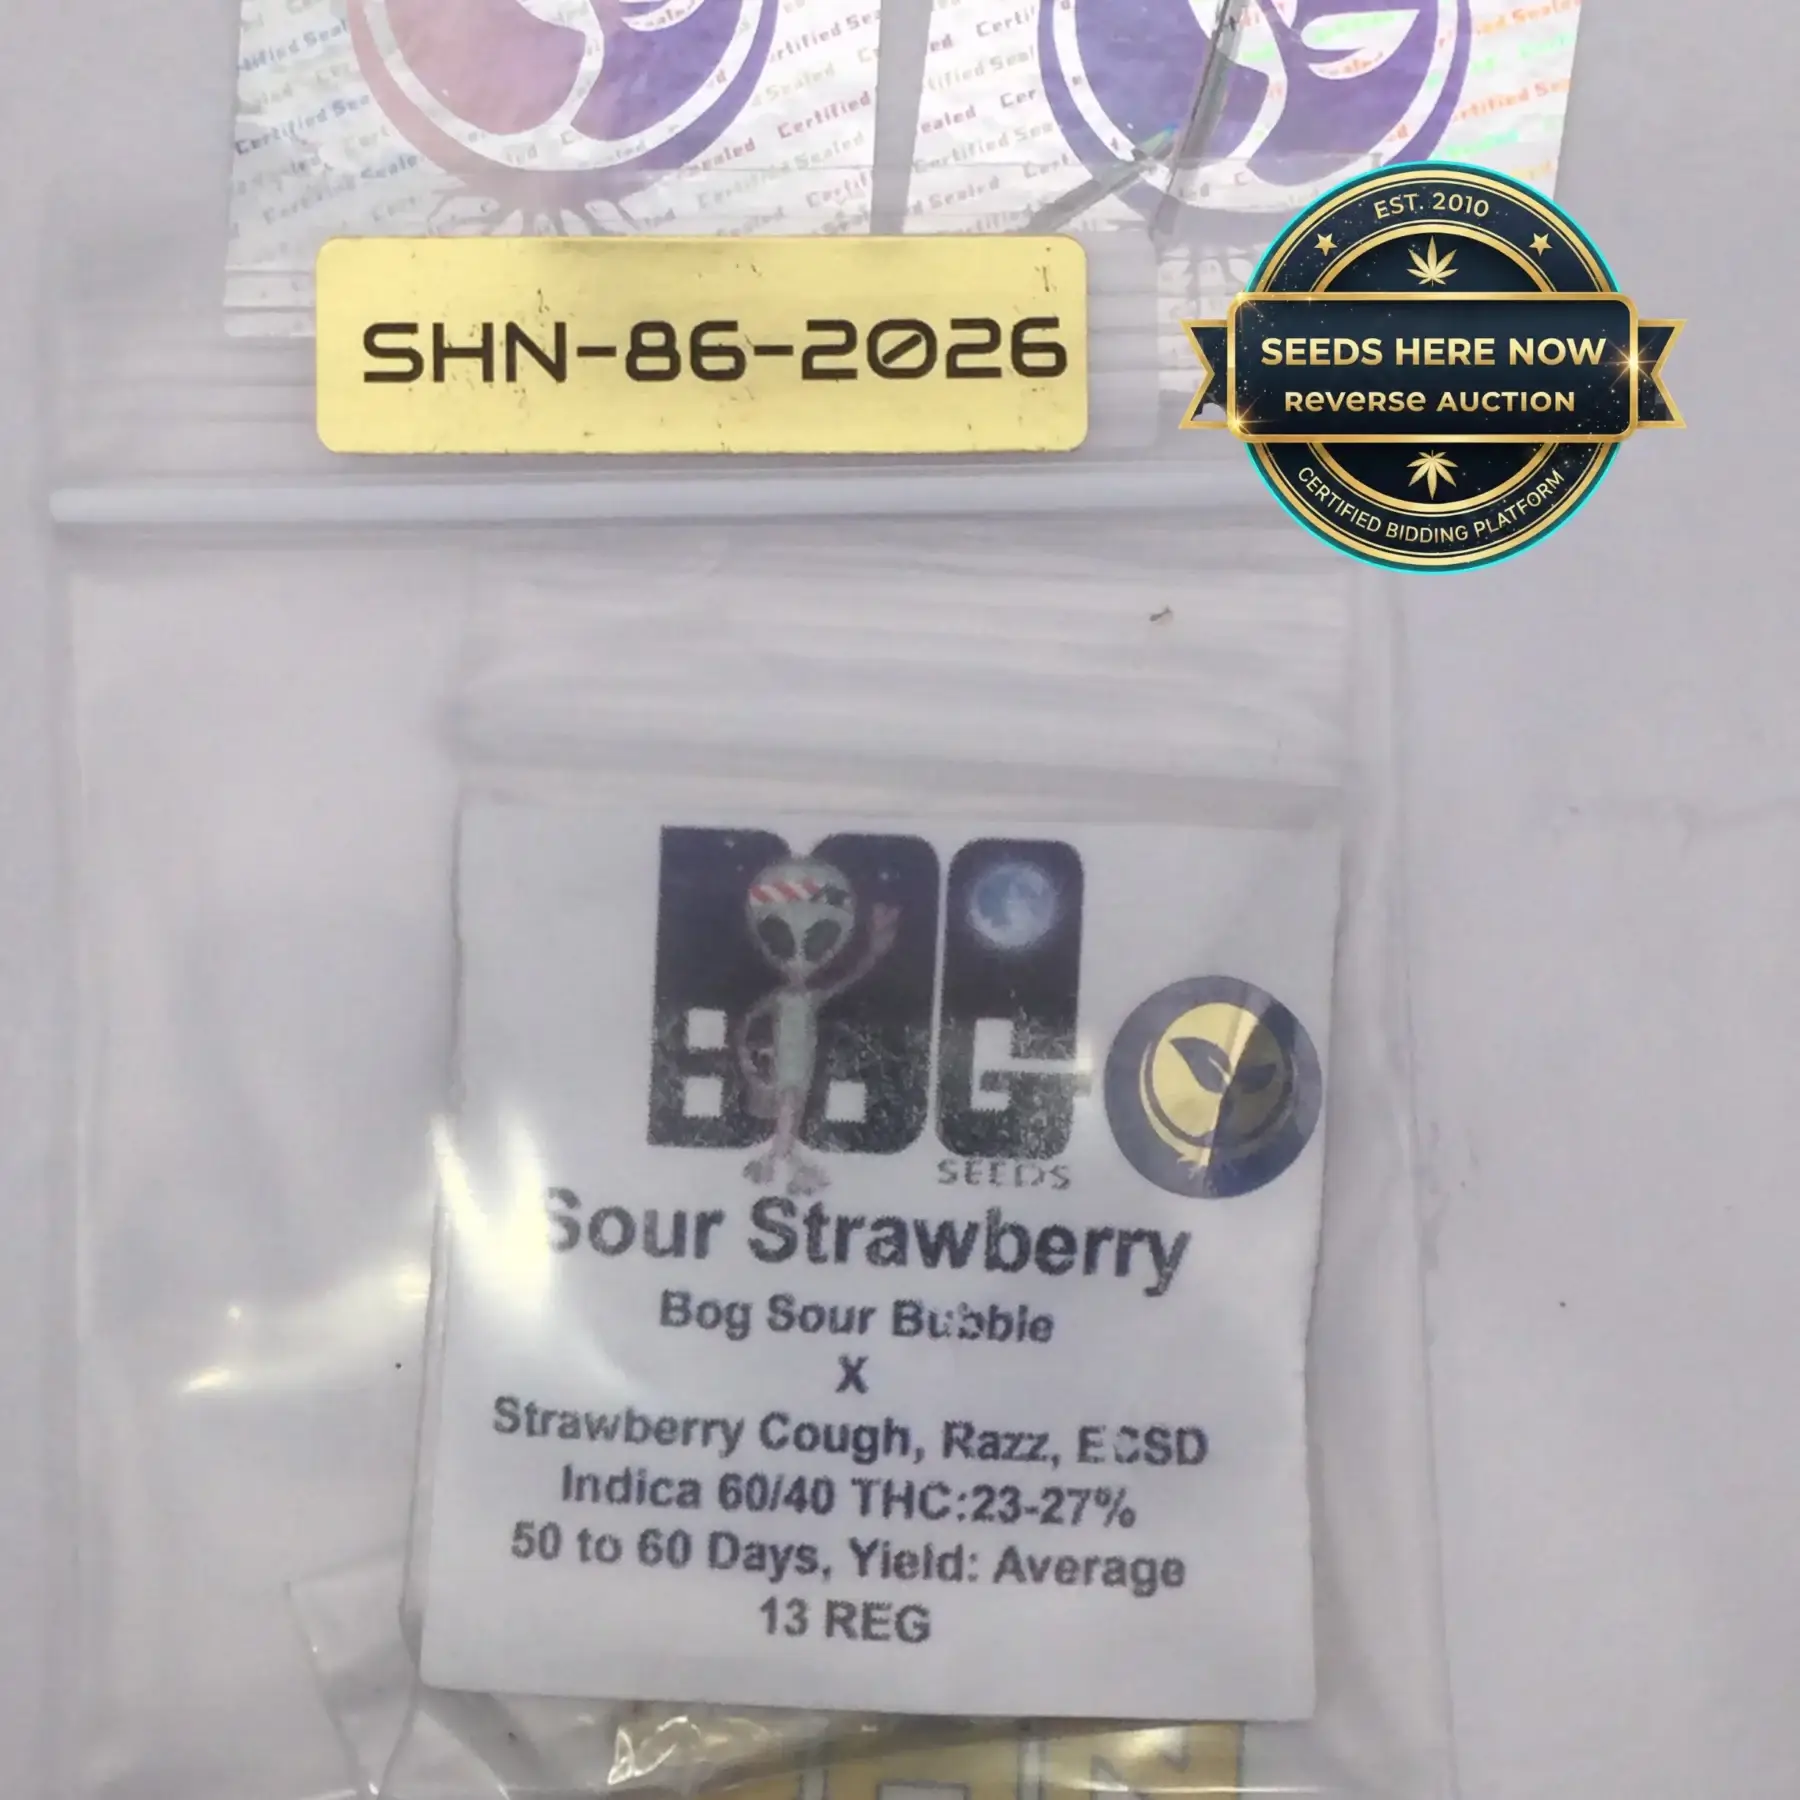 SHN-86-2026
EST. 2010
SEEDS HERE NOW
Reverse AUCTION
CERTIFIED BIDDING PLATFORM
BOG
SEEDS
Sour Strawberry
Bog Sour Bubble
X
Strawberry Cough, Razz, ECSD
Indica 60/40 THC:23-27%
50 to 60 Days, Yield: Average
13 REG